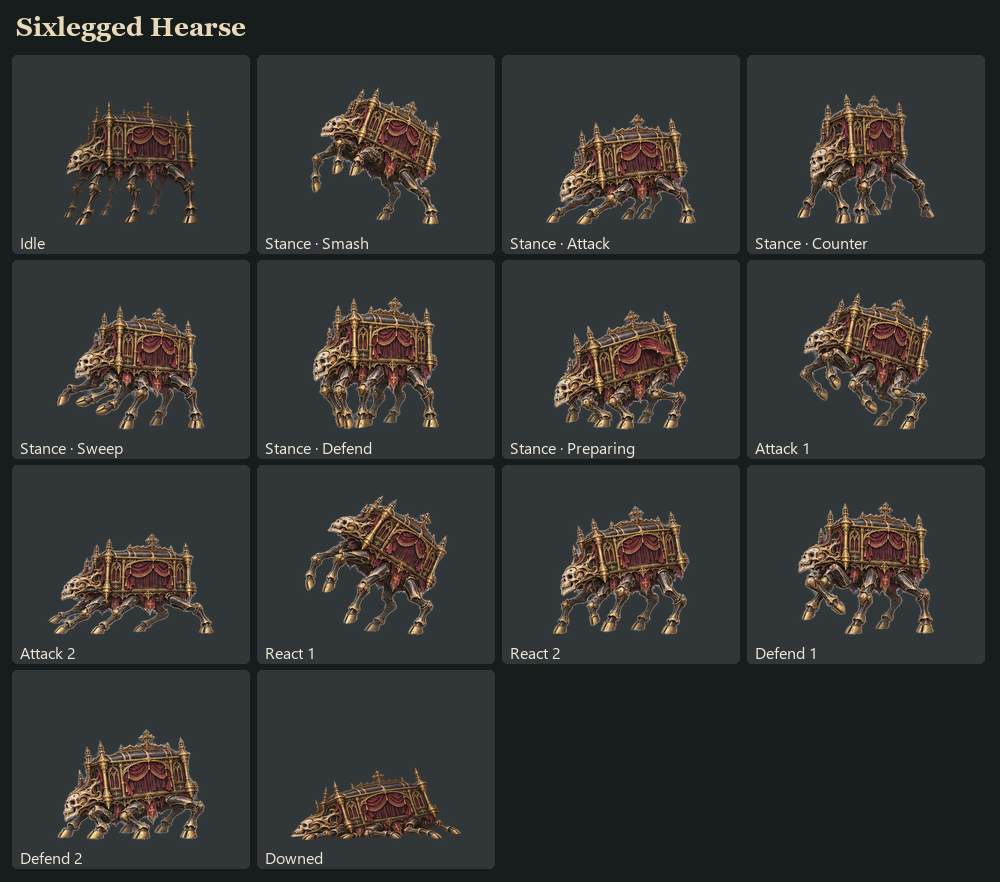 Sixlegged Hearse
Idle
Stance · Smash
Stance · Attack
Stance · Counter
Stance · Sweep
Stance · Defend
Stance · Preparing
Attack 1
Attack 2
React 1
React 2
Defend 1
Defend 2
Downed